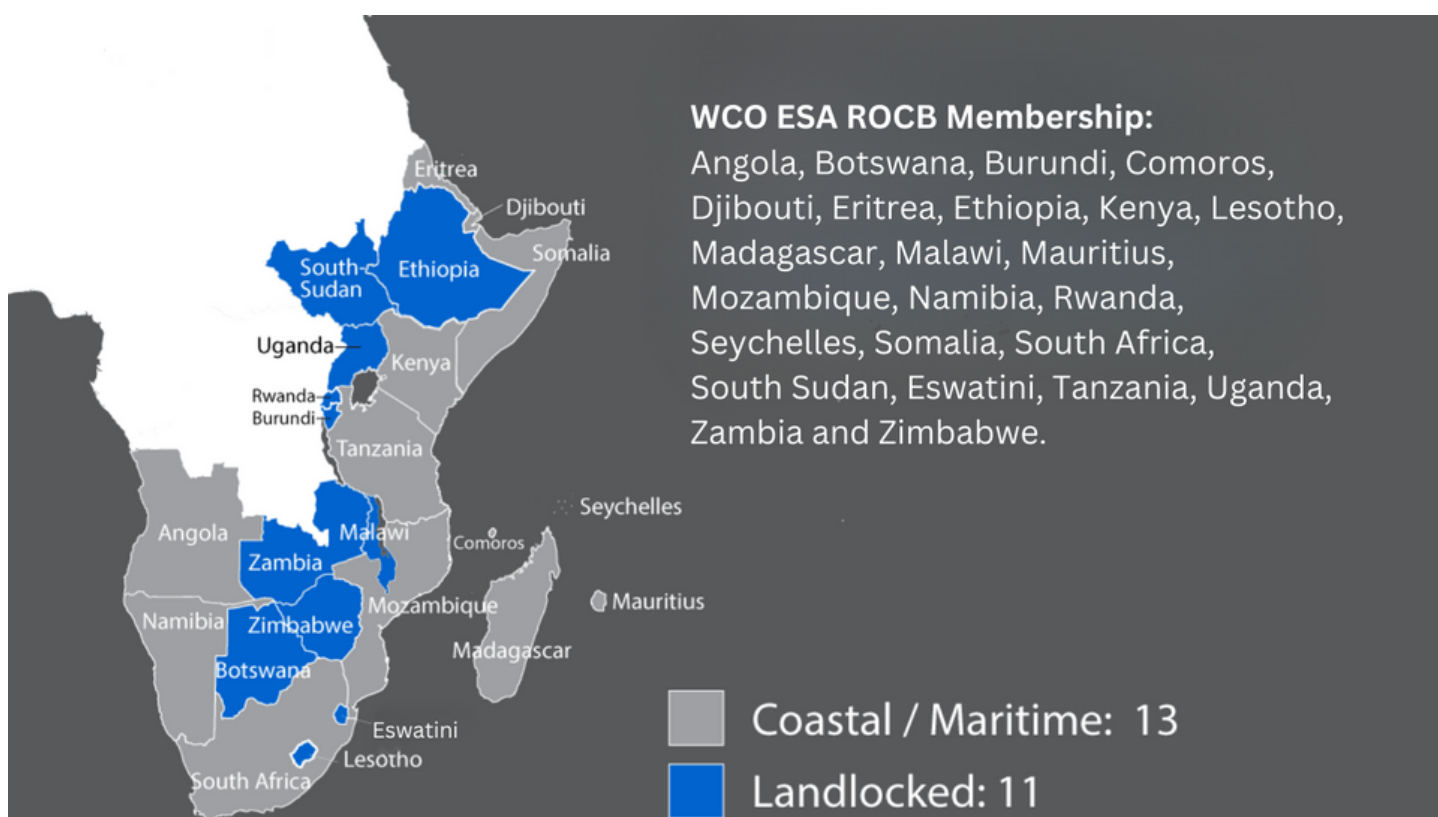 WCO ESA ROCB Membership:
Angola, Botswana, Burundi, Comoros,
Djibouti, Eritrea, Ethiopia, Kenya, Lesotho,
Madagascar, Malawi, Mauritius,
Mozambique, Namibia, Rwanda,
Seychelles, Somalia, South Africa,
South Sudan, Eswatini, Tanzania, Uganda,
Zambia and Zimbabwe.
Eritrea
Djibouti
Somalia
South-
Sudan
Ethiopia
Uganda
Kenya
Rwanda
Burundi
Tanzania
Seychelles
Angola
Malawi
Comoros
Zambia
Mauritius
Mozambique
Namibia
Zimbabwe
Madagascar
Botswana
Eswatini
Lesotho
South Africa
Coastal / Maritime: 13
Landlocked: 11